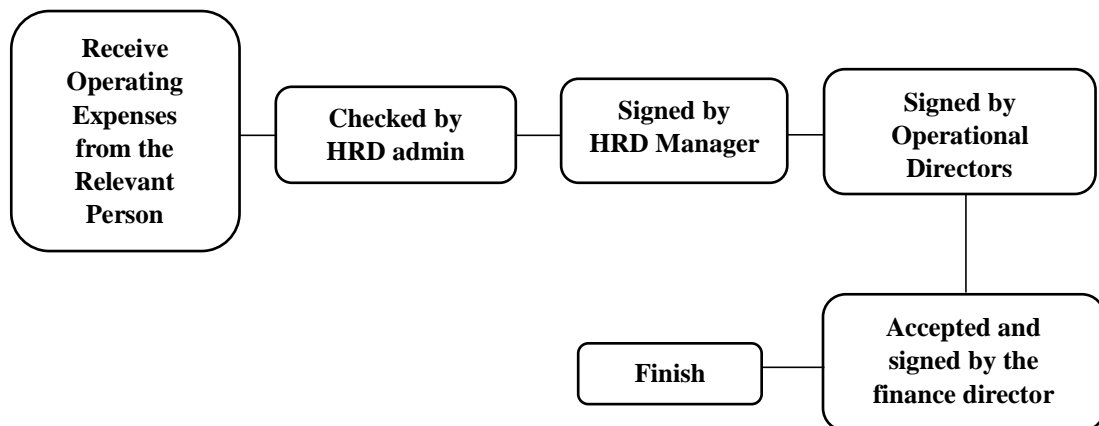 Receive
Operating
Expenses
from the
Relevant
Person
Checked by
HRD admin
Signed by
HRD Manager
Signed by
Operational
Directors
Accepted and
signed by the
finance director
Finish